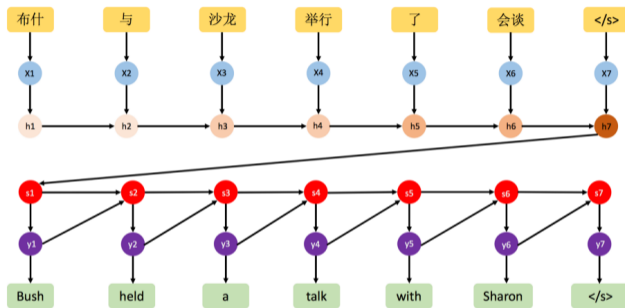 布什 与 沙龙 举行 了 会谈 </s>
X1 X2 X3 X4 X5 X6 X7
h1 h2 h3 h4 h5 h6 h7
s1 s2 s3 s4 s5 s6 s7
y1 y2 y3 y4 y5 y6 y7
Bush held a talk with Sharon </s>